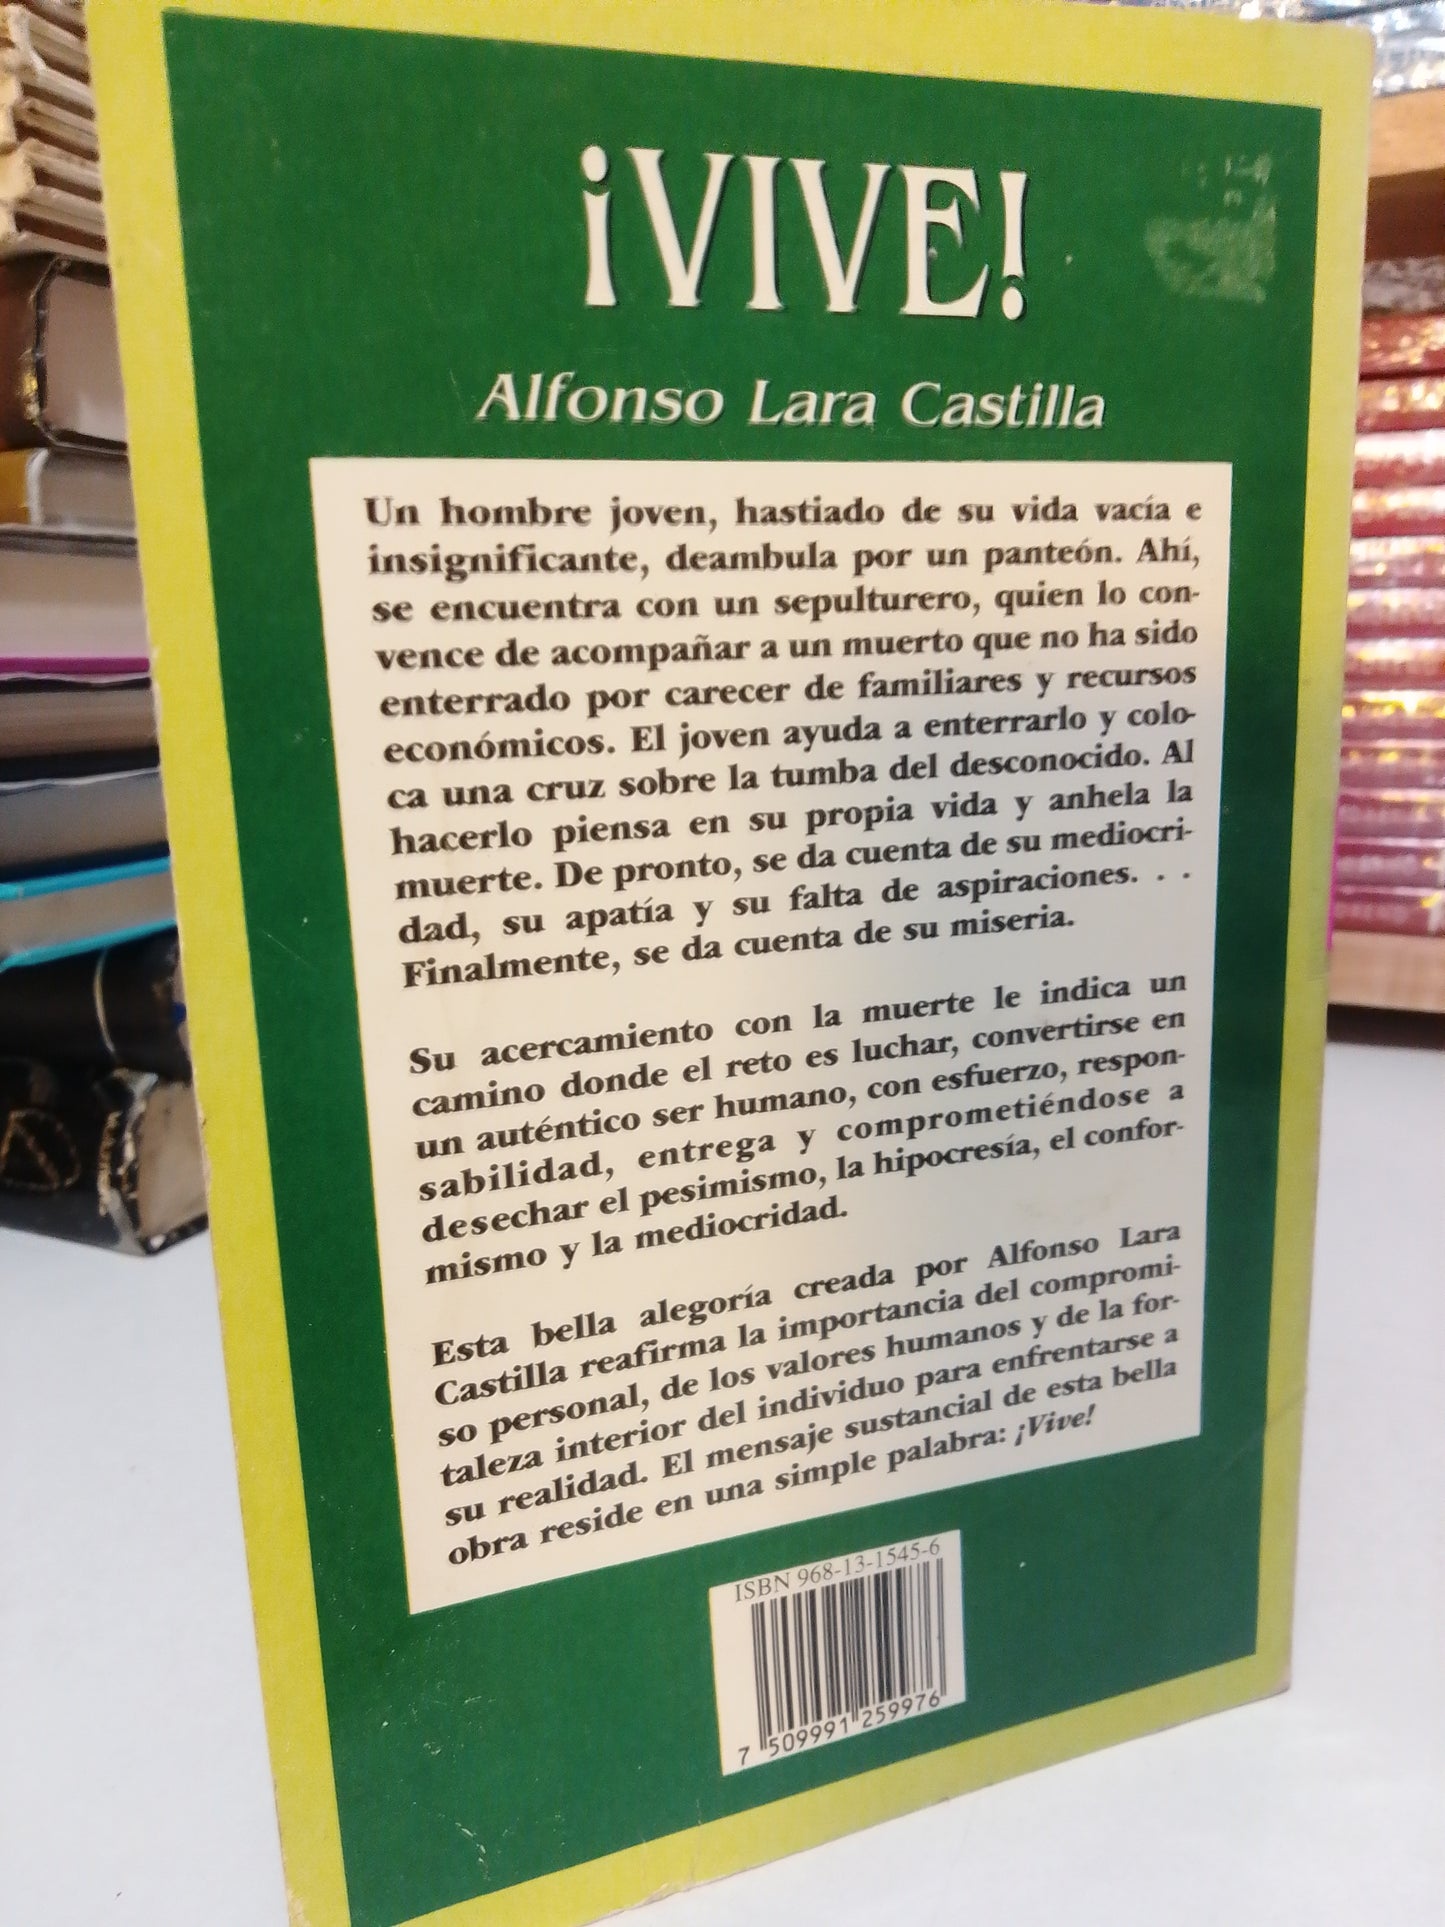 ¡VIVE!
Alfonso Lara Castilla
Un hombre joven, hastiado de su vida vacía e
insignificante, deambula por un panteón. Ahí,
se encuentra con un sepulturero, quien lo con-
vence de acompañar a un muerto que no ha sido
enterrado por carecer de familiares y recursos
económicos. El joven ayuda a enterrarlo y colo-
ca una cruz sobre la tumba del desconocido. Al
hacerlo piensa en su propia vida y anhela la
muerte. De pronto, se da cuenta de su mediocri-
dad, su apatía y su falta de aspiraciones. . .
Finalmente, se da cuenta de su miseria.
Su acercamiento con la muerte le indica un
camino donde el reto es luchar, convertirse en
un auténtico ser humano, con esfuerzo, respon-
sabilidad, entrega y comprometiéndose a
desechar el pesimismo, la hipocresía, el confor-
mismo y la mediocridad.
Esta bella alegoría creada por Alfonso Lara
Castilla reafirma la importancia del compromi-
so personal, de los valores humanos y de la for-
taleza interior del individuo para enfrentarse a
su realidad. El mensaje sustancial de esta bella
obra reside en una simple palabra: ¡Vive!
ISBN 968-13-1545-6
7 509991 259976